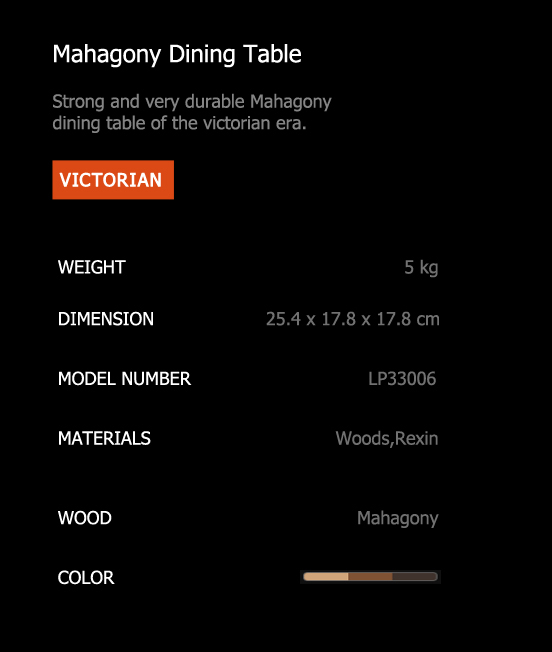 Mahagony Dining Table
Strong and very durable Mahagony
dining table of the victorian era.
VICTORIAN
WEIGHT 5 kg
DIMENSION 25.4 x 17.8 x 17.8 cm
MODEL NUMBER LP33006
MATERIALS Woods,Rexin
WOOD Mahagony
COLOR